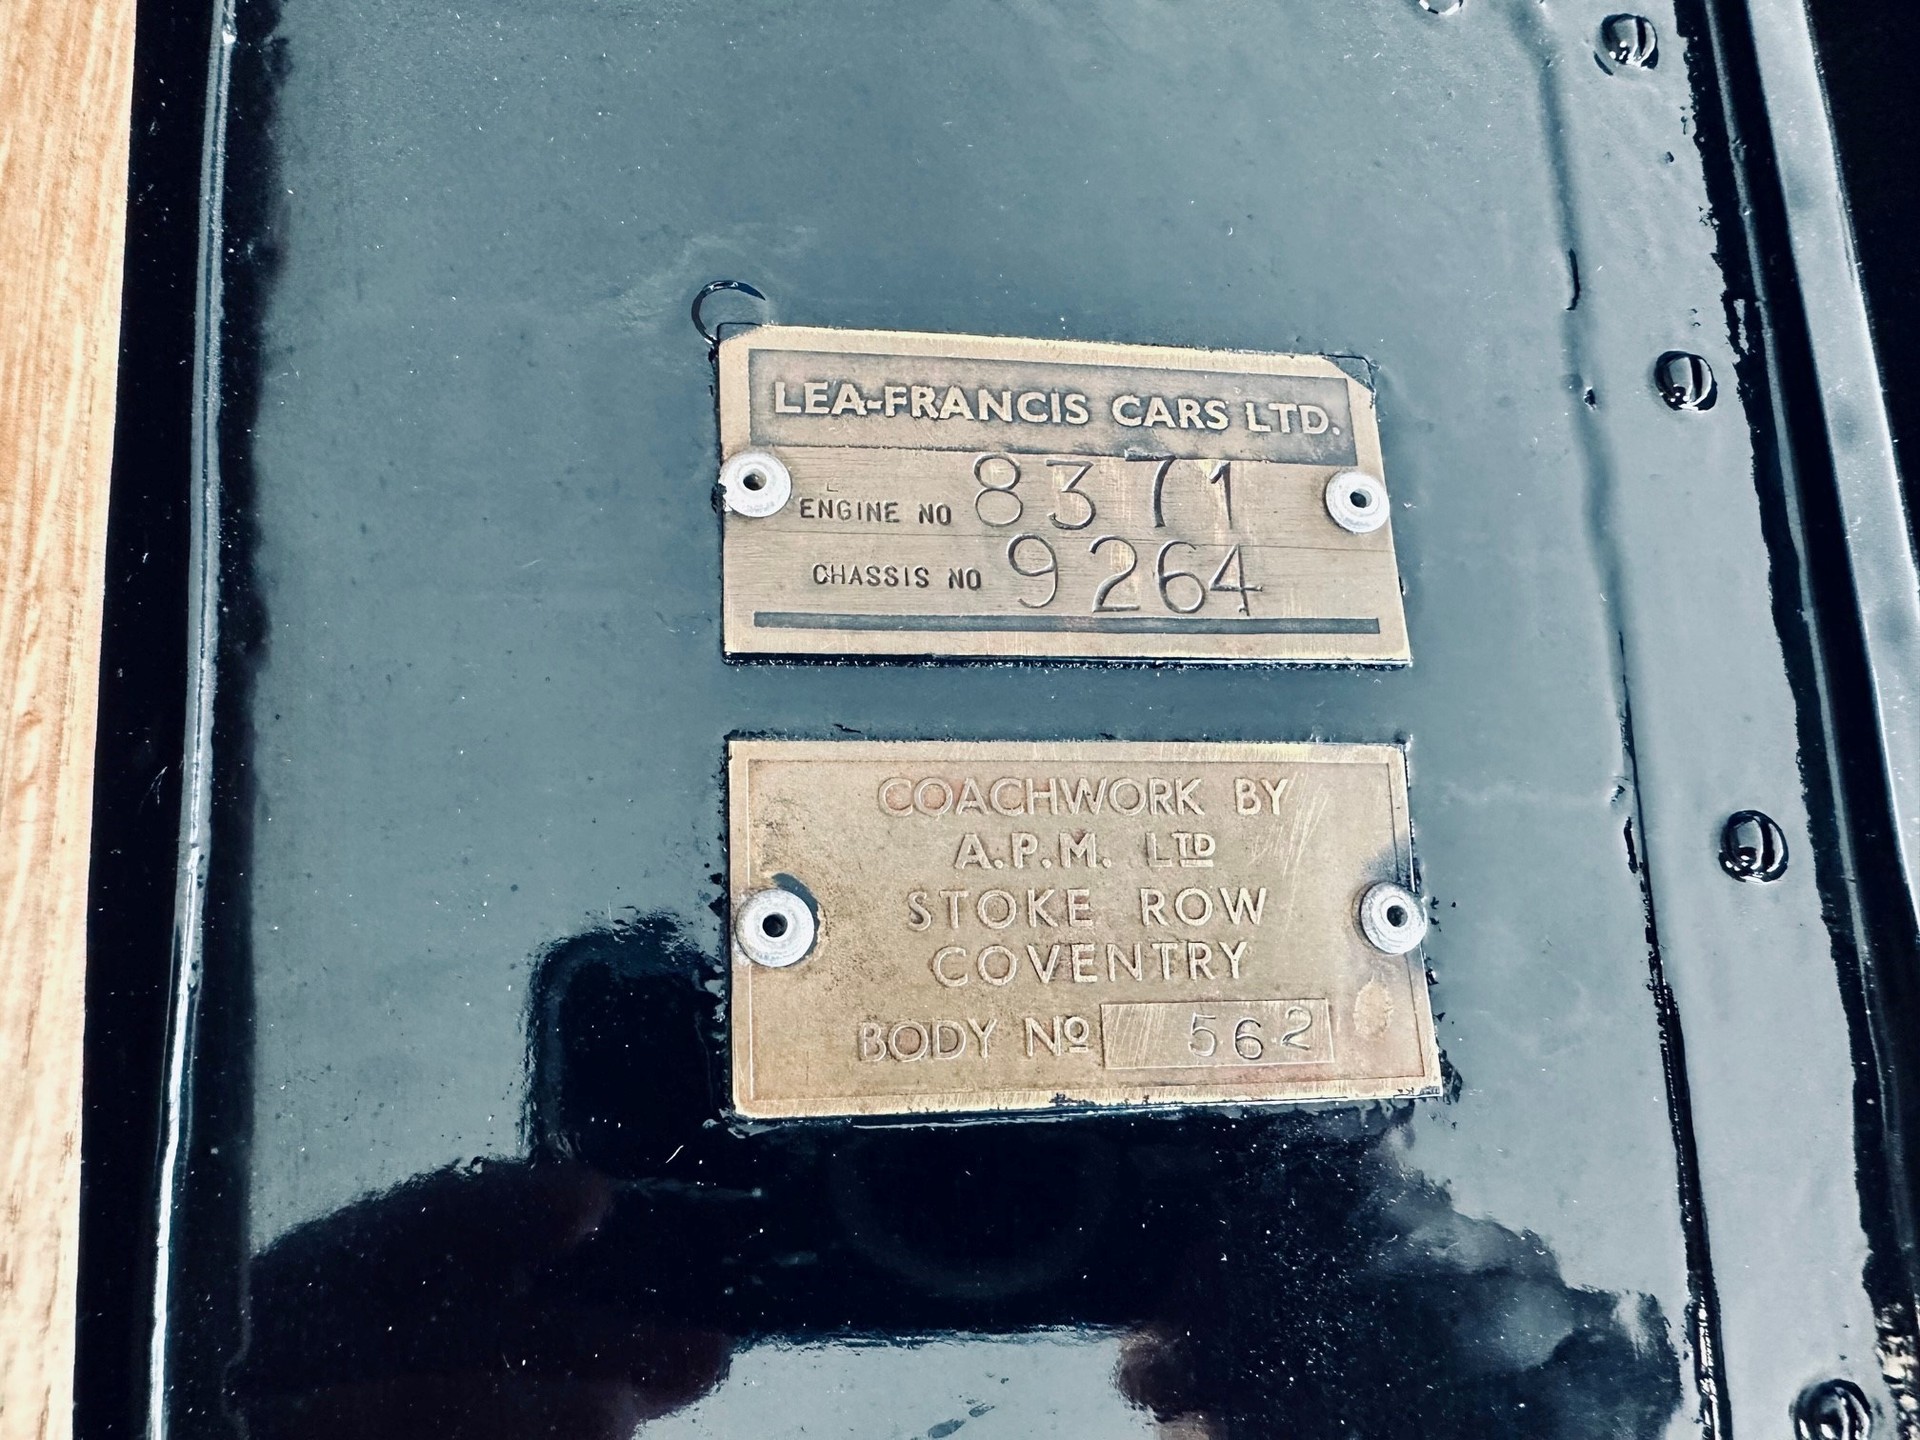 LEA-FRANCIS CARS LTD.
ENGINE NO 8371
CHASSIS NO 9264
COACHWORK BY
A.P.M. LTD
STOKE ROW
COVENTRY
BODY Nº 562